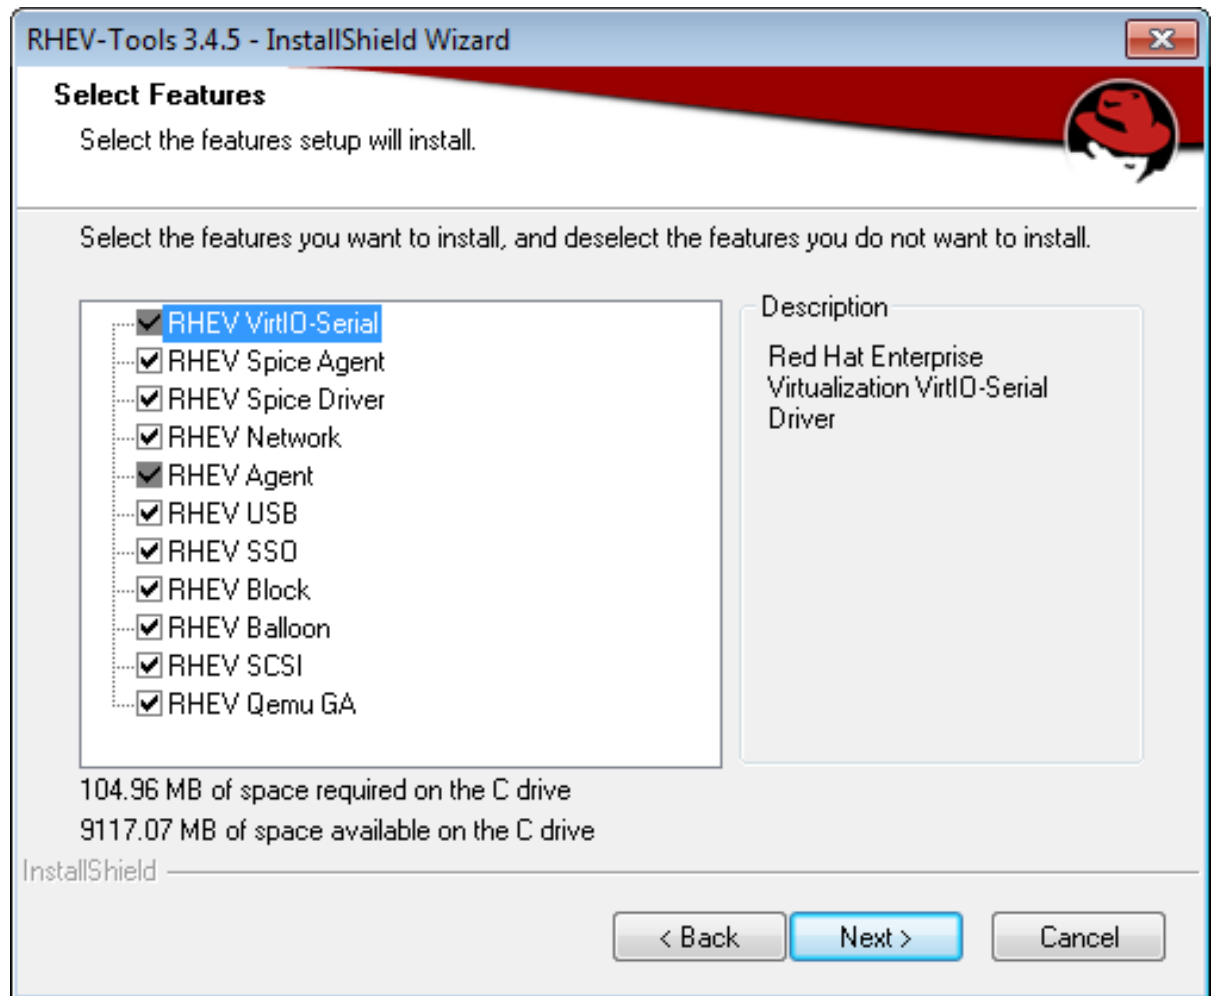 RHEV-Tools 3.4.5 - InstallShield Wizard
Select Features
Select the features setup will install.
Select the features you want to install, and deselect the features you do not want to install.
RHEV VirtIO-Serial
RHEV Spice Agent
RHEV Spice Driver
RHEV Network
RHEV Agent
RHEV USB
RHEV SSO
RHEV Block
RHEV Balloon
RHEV SCSI
RHEV Qemu GA
Description
Red Hat Enterprise
Virtualization VirtIO-Serial
Driver
104.96 MB of space required on the C drive
9117.07 MB of space available on the C drive
InstallShield
< Back Next > Cancel